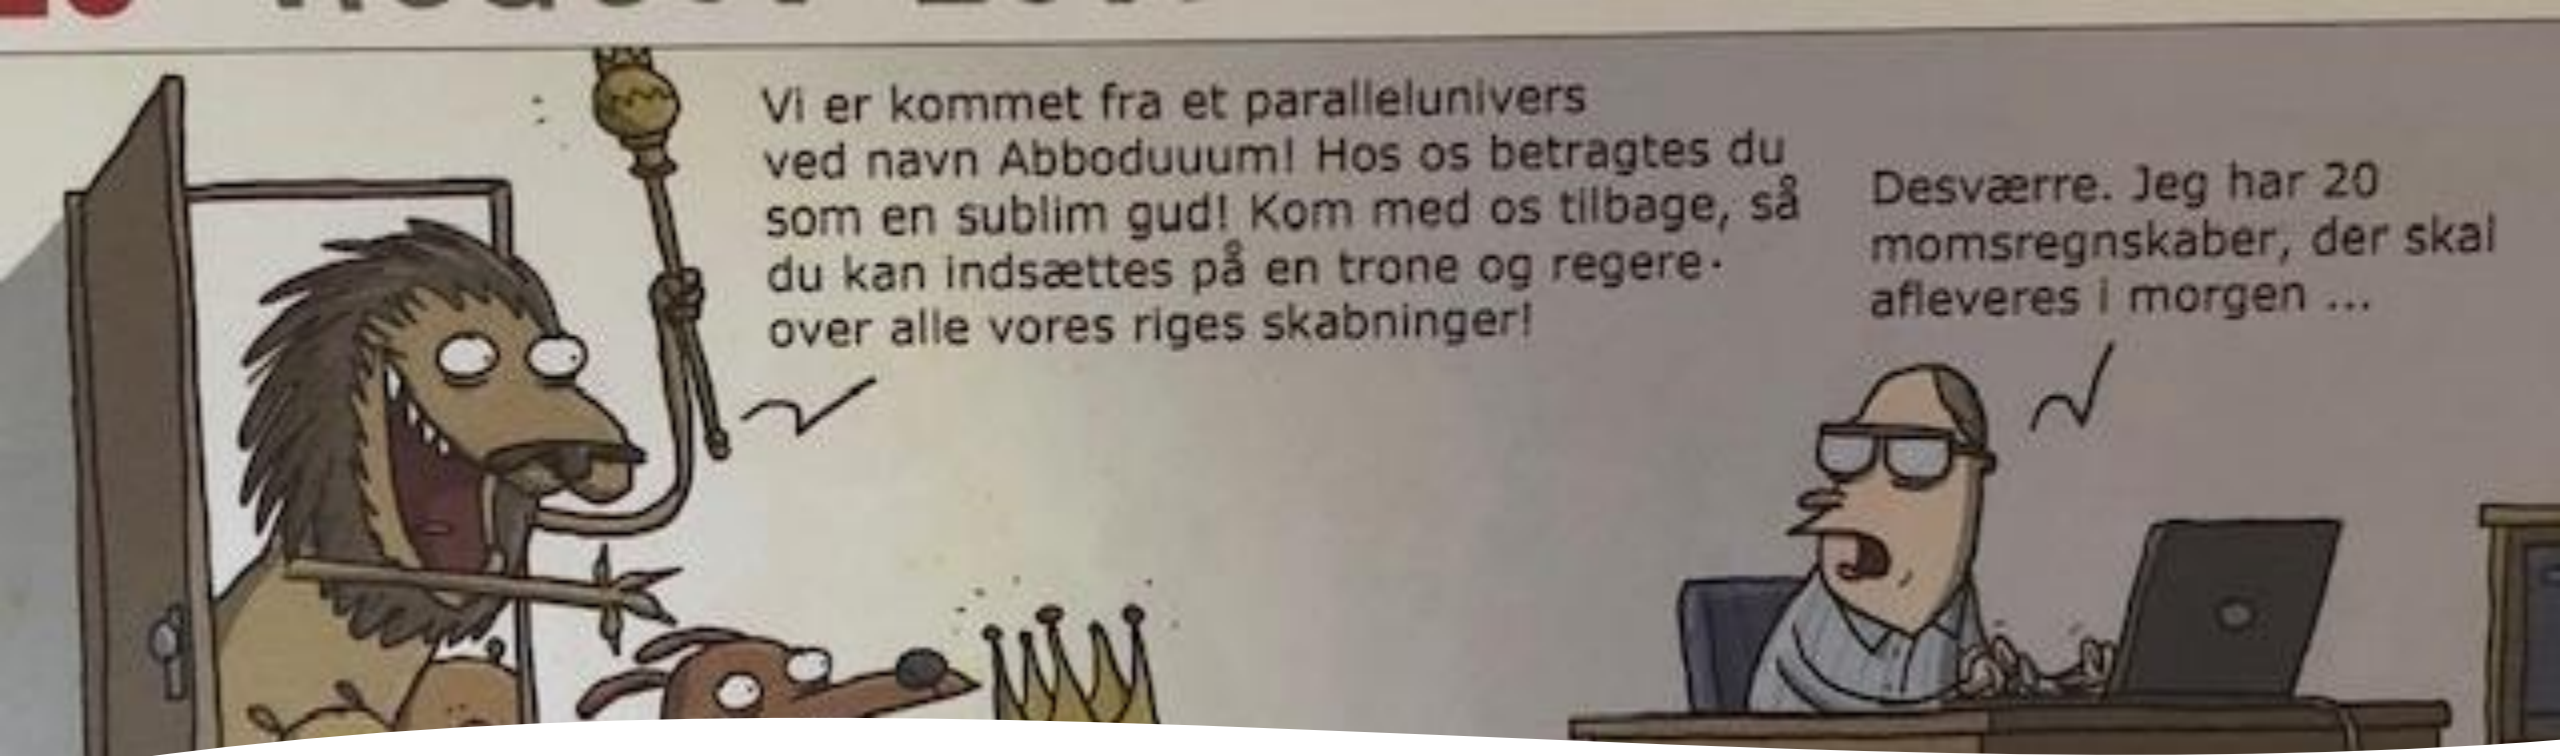 Vi er kommet fra et parallelunivers
ved navn Abboduuum! Hos os betragtes du
som en sublim gud! Kom med os tilbage, så
du kan indsættes på en trone og regere
over alle vores riges skabninger!
Desværre. Jeg har 20
momsregnskaber, der skal
afleveres i morgen ...